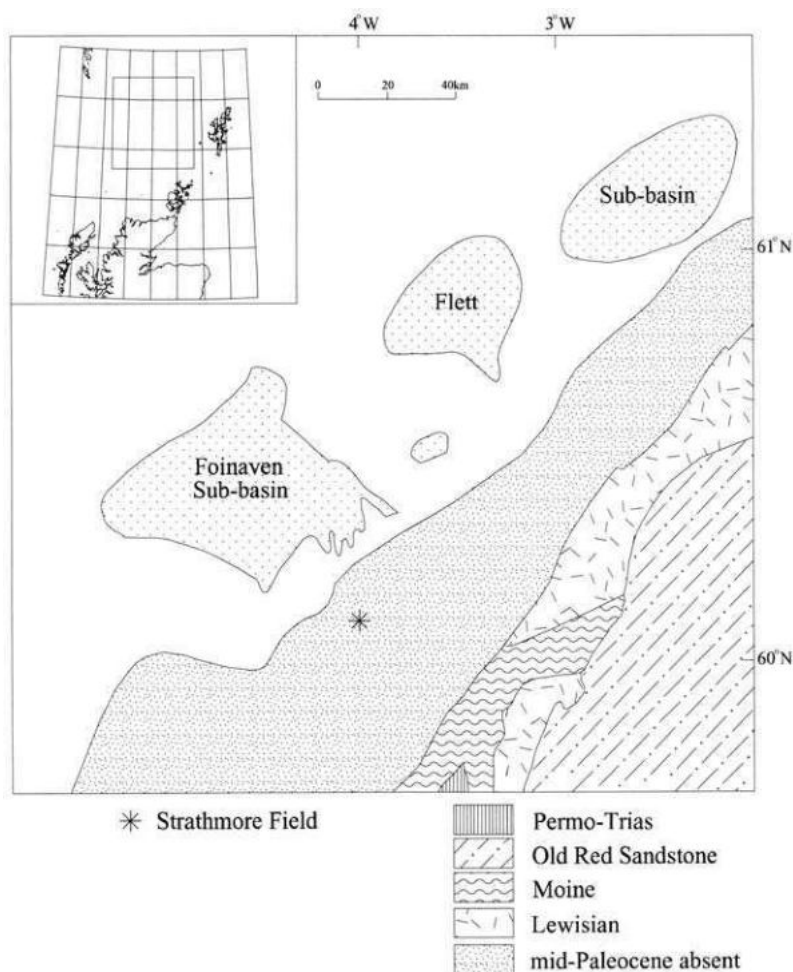 4°W
3°W
0
20
40km
Sub-basin
61°N
Flett
Foinaven
Sub-basin
60°N
Strathmore Field
Permo-Trias
Old Red Sandstone
Moine
Lewisian
mid-Paleocene absent